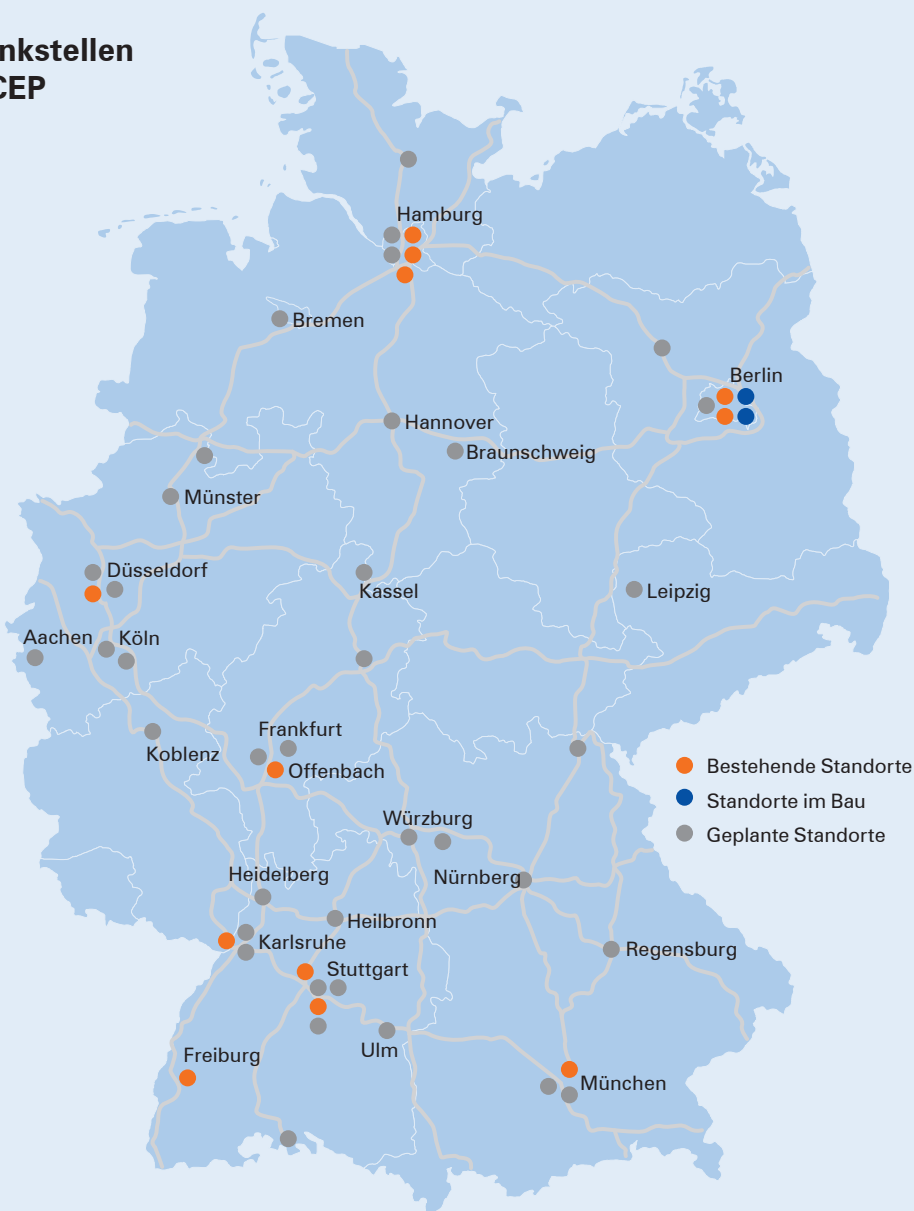 nkstellen
CEP
Hamburg
Bremen
Berlin
Hannover
Braunschweig
Münster
Düsseldorf
Kassel
Leipzig
Aachen
Köln
Frankfurt
Koblenz
Offenbach
Bestehende Standorte
Standorte im Bau
Geplante Standorte
Würzburg
Heidelberg
Nürnberg
Heilbronn
Karlsruhe
Regensburg
Stuttgart
Ulm
Freiburg
München